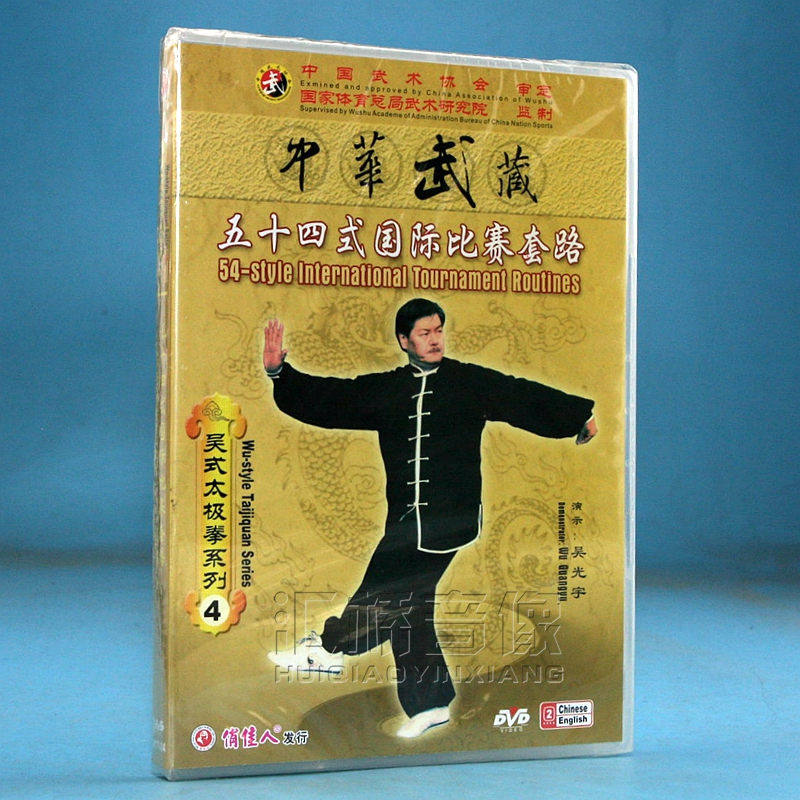 武
中国武术协会 审定
Exmined and approved by China Association of Wushu
国家体育总局武术研究院 监制
Supervised by Wushu Academe of Administration Bureau of China Nation Sports
中華武藏
五十四式国际比赛套路
54-style International Tournament Routines
吴式太极拳系列
4
Wu-style Taijiquan Series
演示:吴光宇
Demonstrator: Wu Guangyu
汇桥音像
HUIQIAOYINXIANG
俏佳人 发行
DVD
VIDEO
2
Chinese
English